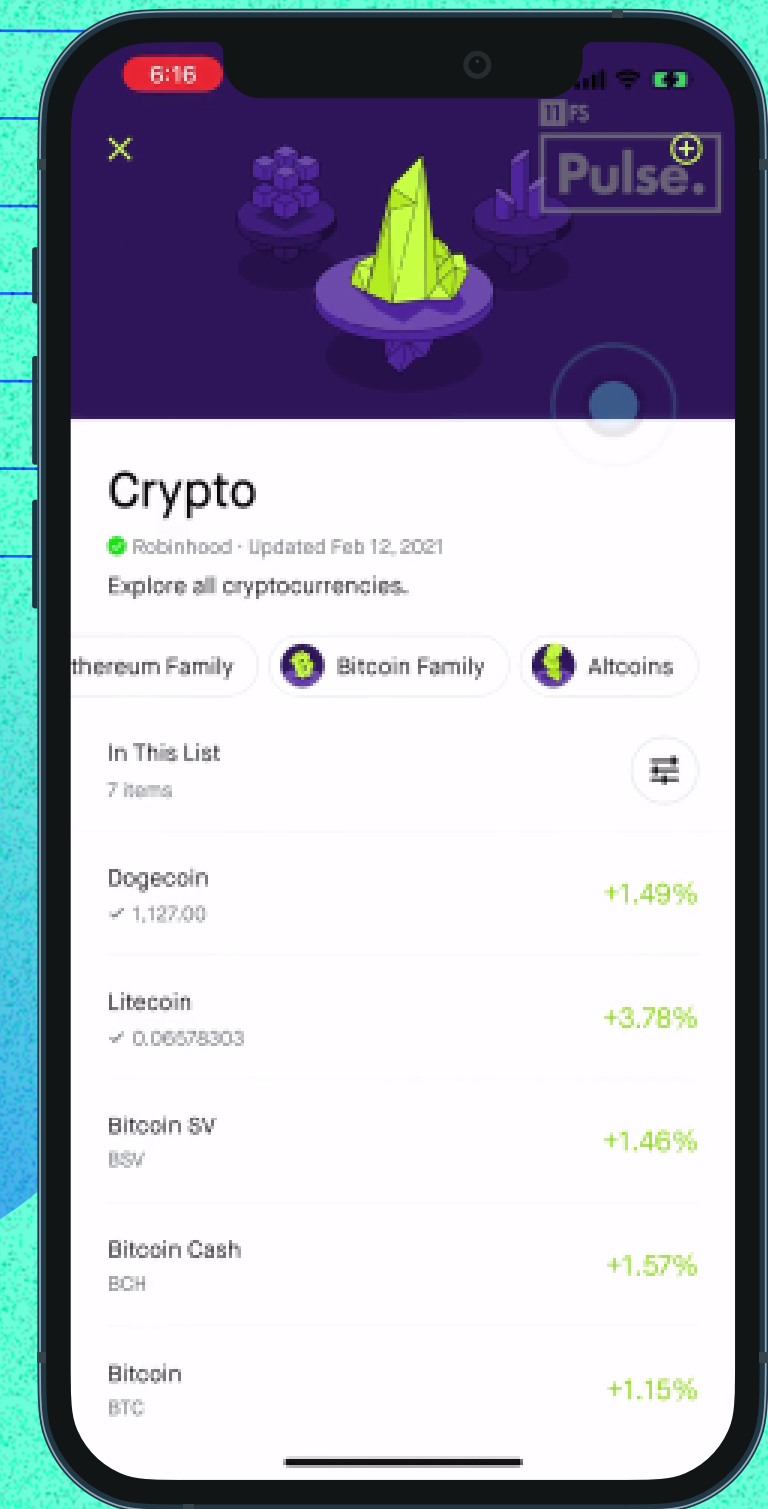 6:16
11 FS
Pulse.
Crypto
Robinhood · Updated Feb 12, 2021
Explore all cryptocurrencies.
thereum Family
Bitcoin Family
Altcoins
In This List
7 items
Dogecoin
+1.49%
1,127.00
Litecoin
+3.78%
0.06578303
Bitcoin SV
+1.46%
BSV
Bitcoin Cash
+1.57%
BCH
Bitcoin
+1.15%
BTC